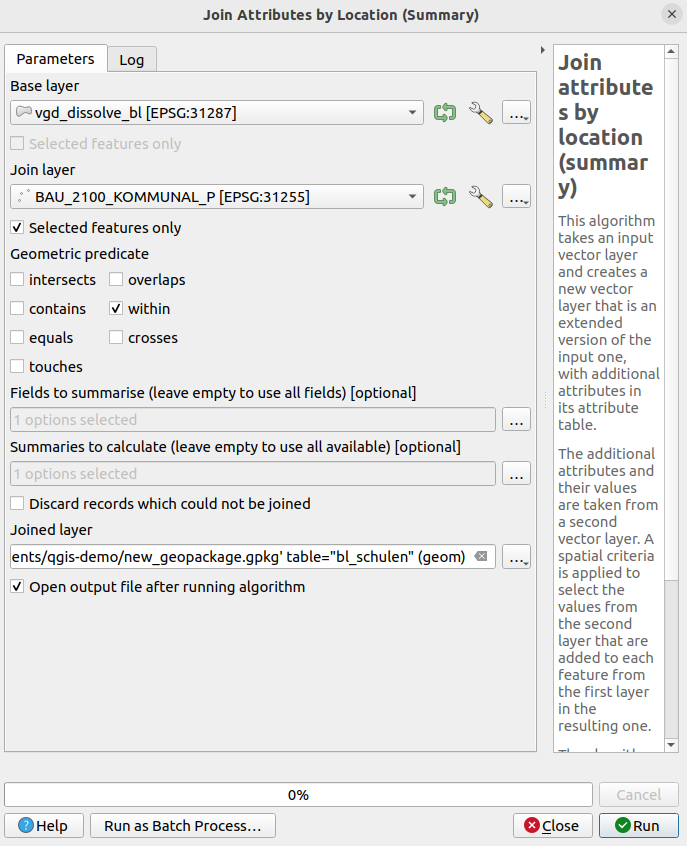 Join Attributes by Location (Summary)
Parameters
Log
Base layer
vgd_dissolve_bl [EPSG:31287]
...
Selected features only
Join layer
BAU_2100_KOMMUNAL_P [EPSG:31255]
...
Selected features only
Geometric predicate
intersects
overlaps
contains
within
equals
crosses
touches
Fields to summarise (leave empty to use all fields) [optional]
1 options selected
...
Summaries to calculate (leave empty to use all available) [optional]
1 options selected
...
Discard records which could not be joined
Joined layer
ents/qgis-demo/new_geopackage.gpkg' table="bl_schulen" (geom)
...
Open output file after running algorithm
Join
attribute
s by
location
(summar
y)
This algorithm
takes an input
vector layer
and creates a
new vector
layer that is an
extended
version of the
input one,
with additional
attributes in
its attribute
table.
The additional
attributes and
their values
are taken from
a second
vector layer. A
spatial criteria
is applied to
select the
values from
the second
layer that are
added to each
feature from
the first layer
in the
resulting one.
0%
Cancel
Help
Run as Batch Process...
Close
Run